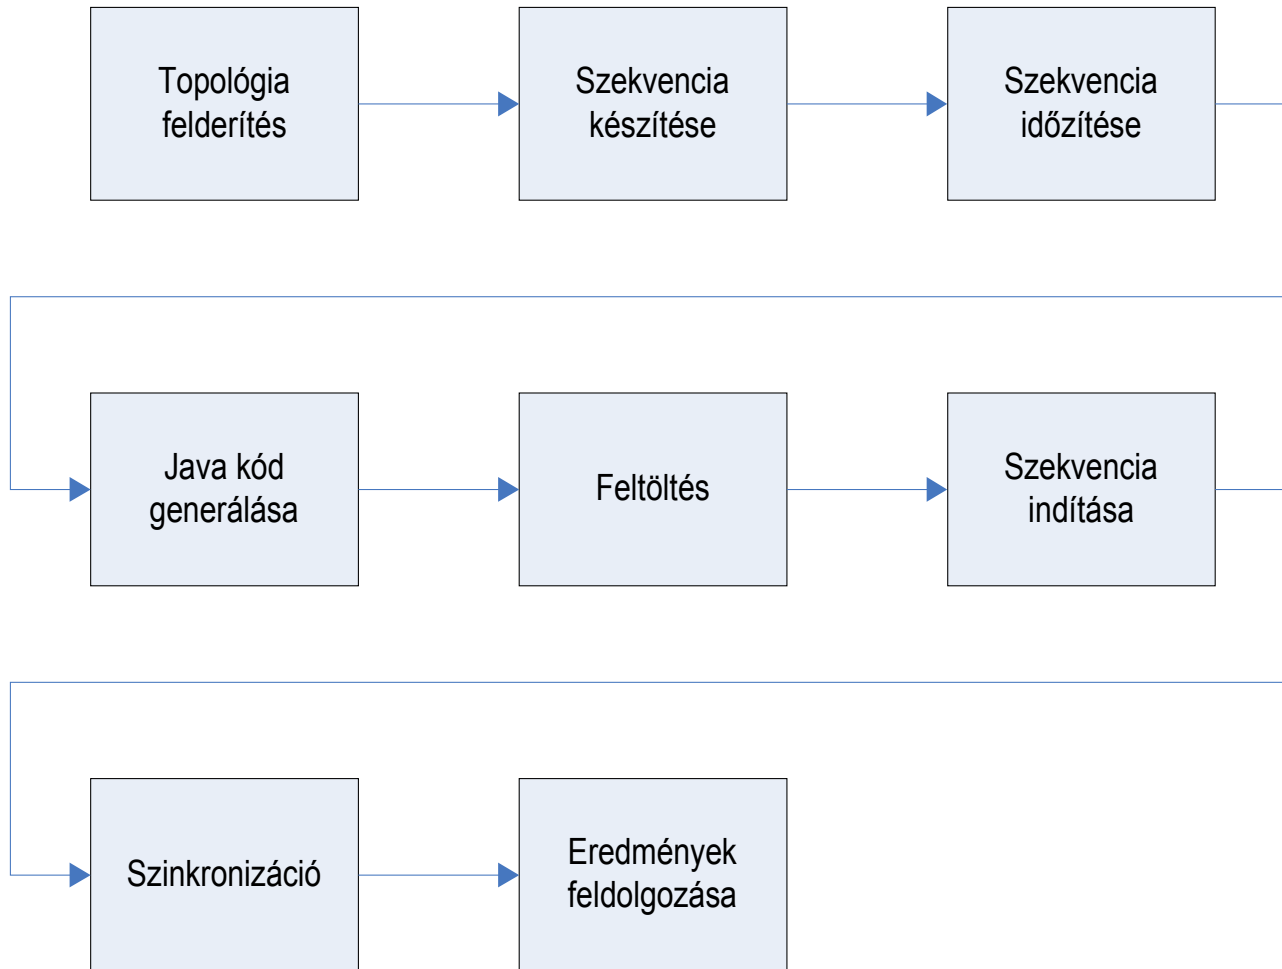 Topológia
felderítés
Szekvencia
készítése
Szekvencia
időzítése
Java kód
generálása
Feltöltés
Szekvencia
indítása
Szinkronizáció
Eredmények
feldolgozása